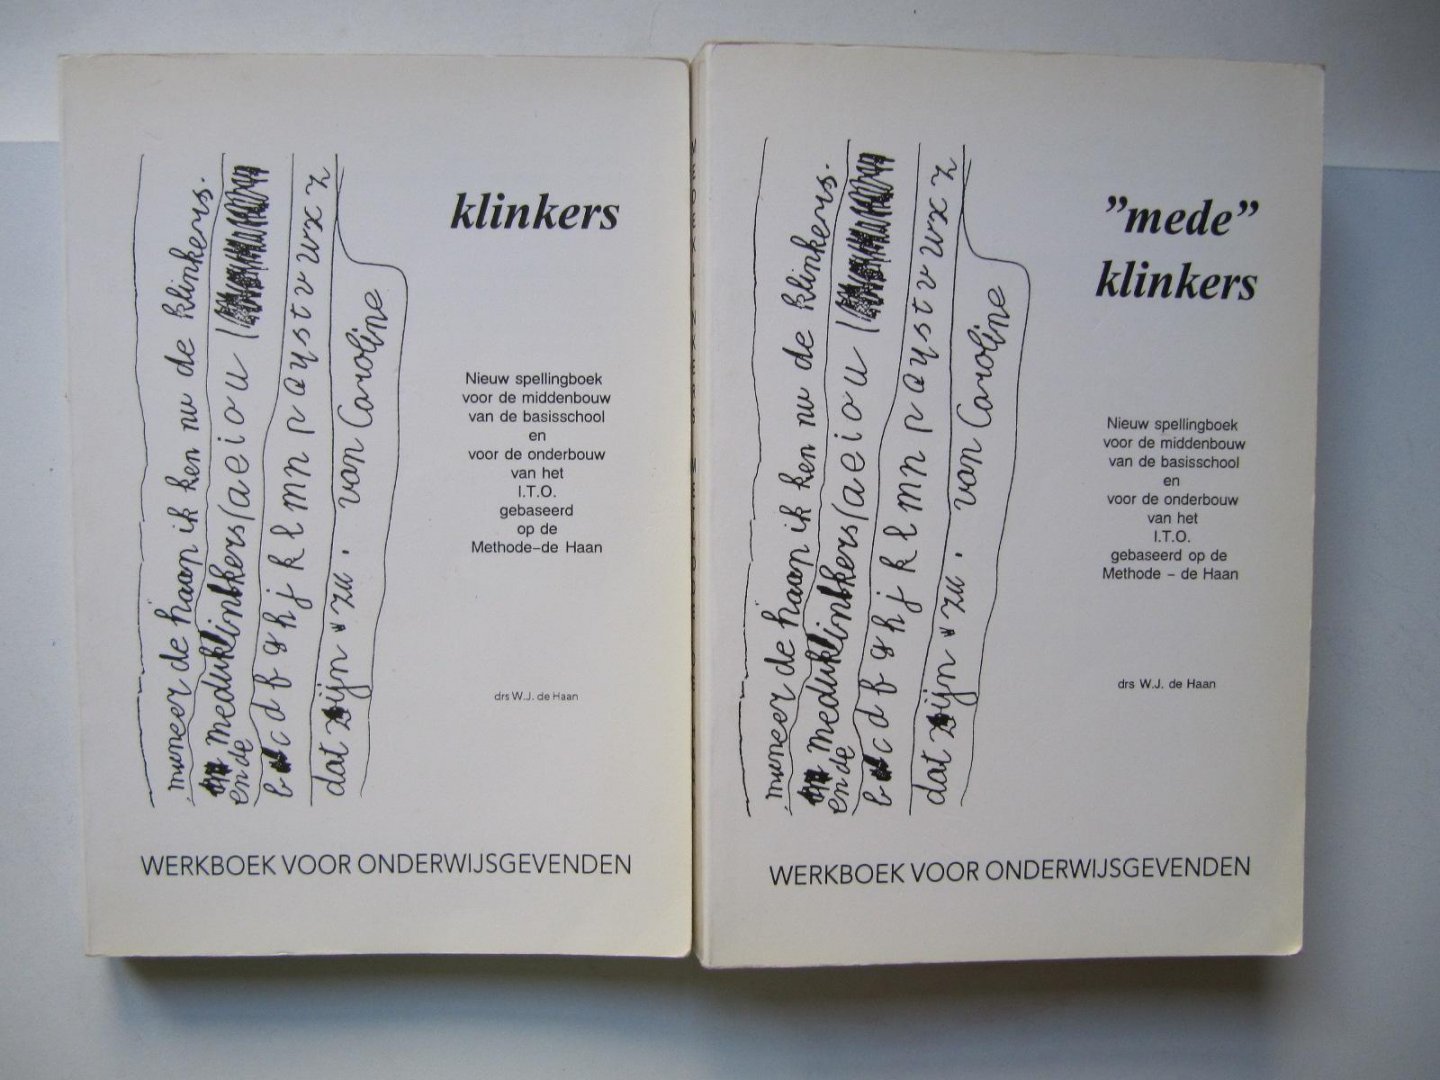 klinkers
Nieuw spellingboek
voor de middenbouw
van de basisschool
en
voor de onderbouw
van het
I.T.O.
gebaseerd
op de
Methode-de Haan
drs W.J. de Haan
muneer de haan ik ken nu de klinkers.
en de meduklinkers (a e i o u
b c d f g h j k l m n p q r s t v w x z
dat zijn ze. van Caroline
WERKBOEK VOOR ONDERWIJSGEVENDEN
"mede"
klinkers
Nieuw spellingboek
voor de middenbouw
van de basisschool
en
voor de onderbouw
van het
I.T.O.
gebaseerd op de
Methode - de Haan
drs W.J. de Haan
muneer de haan ik ken nu de klinkers.
en de meduklinkers (a e i o u
b c d f g h j k l m n p q r s t v w x z
dat zijn ze. van Caroline
WERKBOEK VOOR ONDERWIJSGEVENDEN